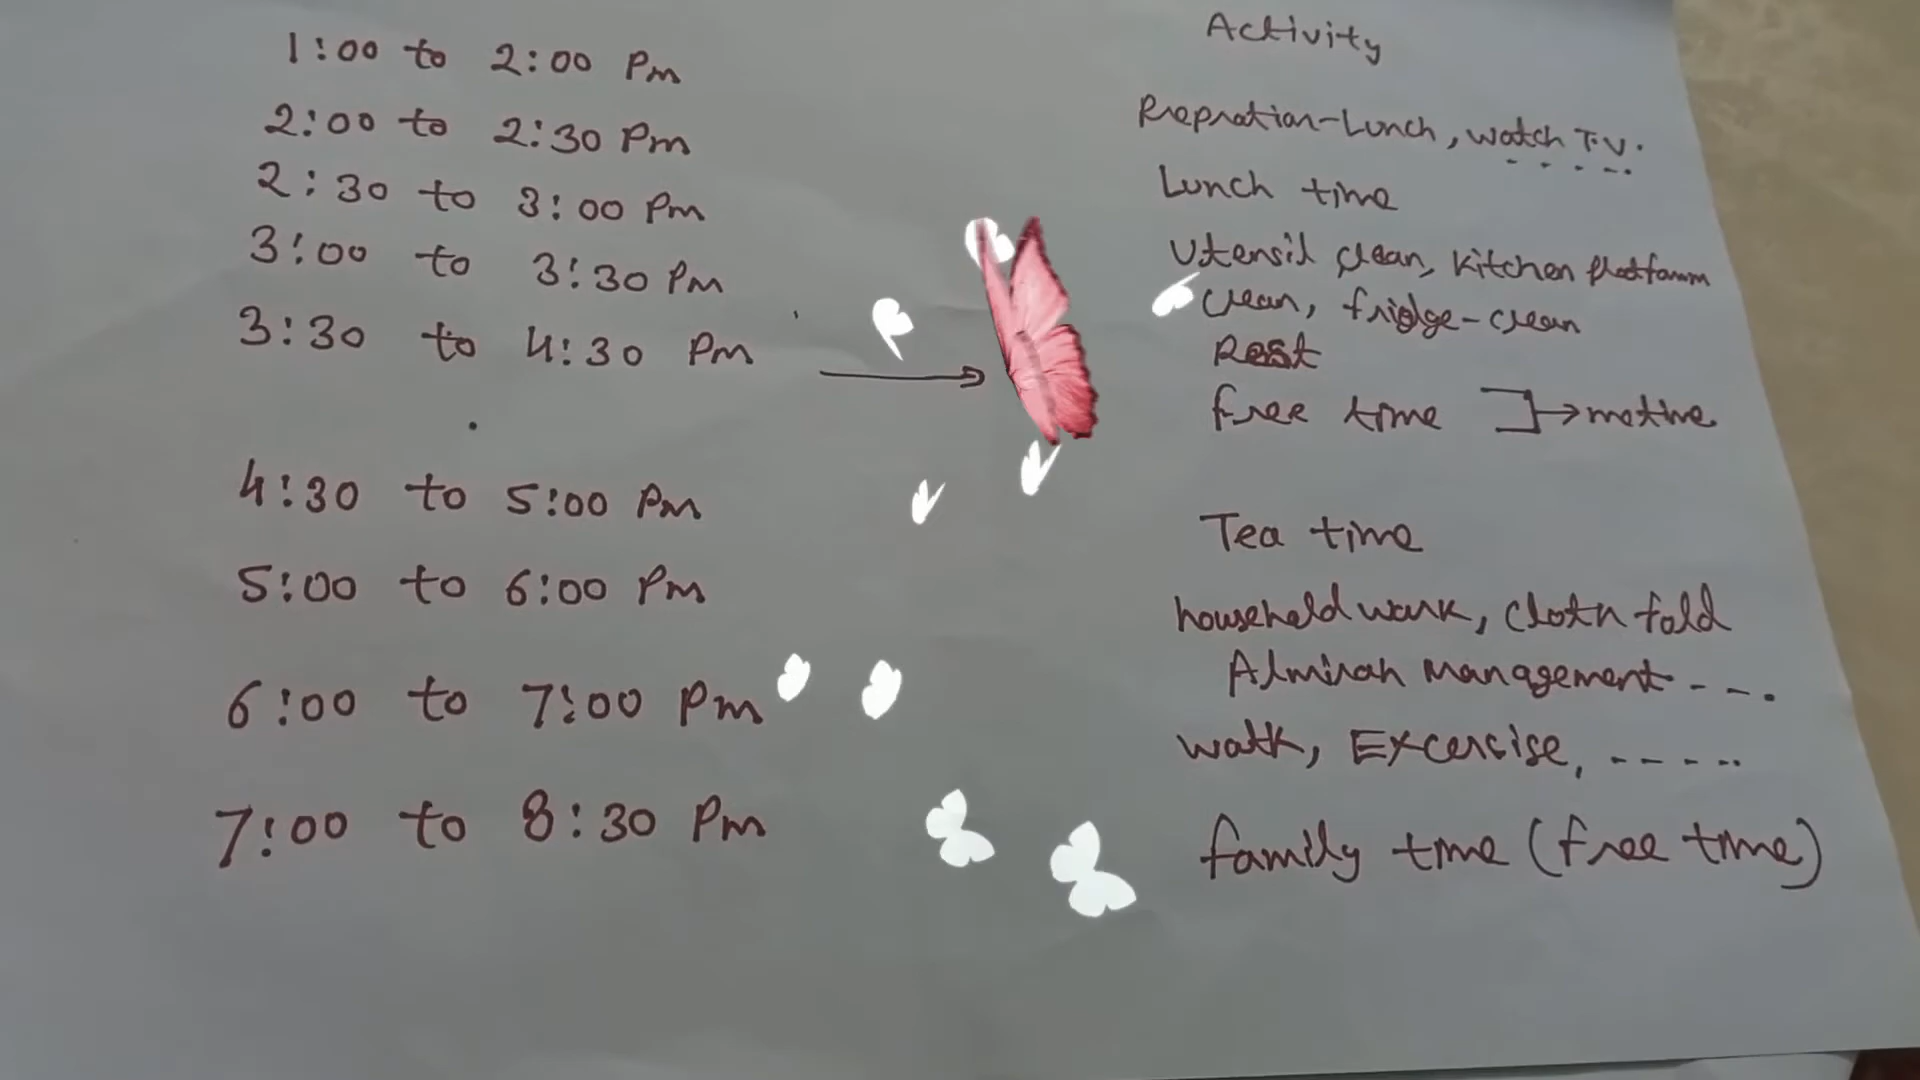 Activity
1:00 to 2:00 Pm Prepration-Lunch, watch T.V.
2:00 to 2:30 Pm Lunch time
2:30 to 3:00 Pm Utensil clean, Kitchen platform
clean, fridge-clean
3:00 to 3:30 Pm Rest
3:30 to 4:30 Pm → free time
4:30 to 5:00 Pm Tea time
5:00 to 6:00 Pm household work, cloth fold
Almirah Management---.
6:00 to 7:00 Pm walk, Excercise, -----
7:00 to 8:30 Pm family time (free time)